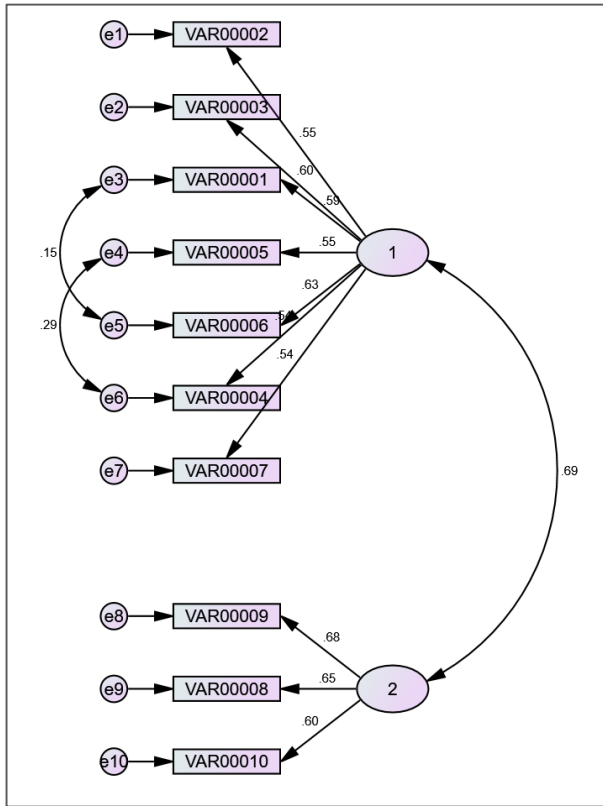 e1
VAR00002
e2
VAR00003
.55
.60
e3
VAR00001
.59
.15
e4
VAR00005
.55
1
.63
.54
e5
VAR00006
.29
.54
e6
VAR00004
e7
VAR00007
.69
e8
VAR00009
.68
.65
e9
VAR00008
2
.60
e10
VAR00010